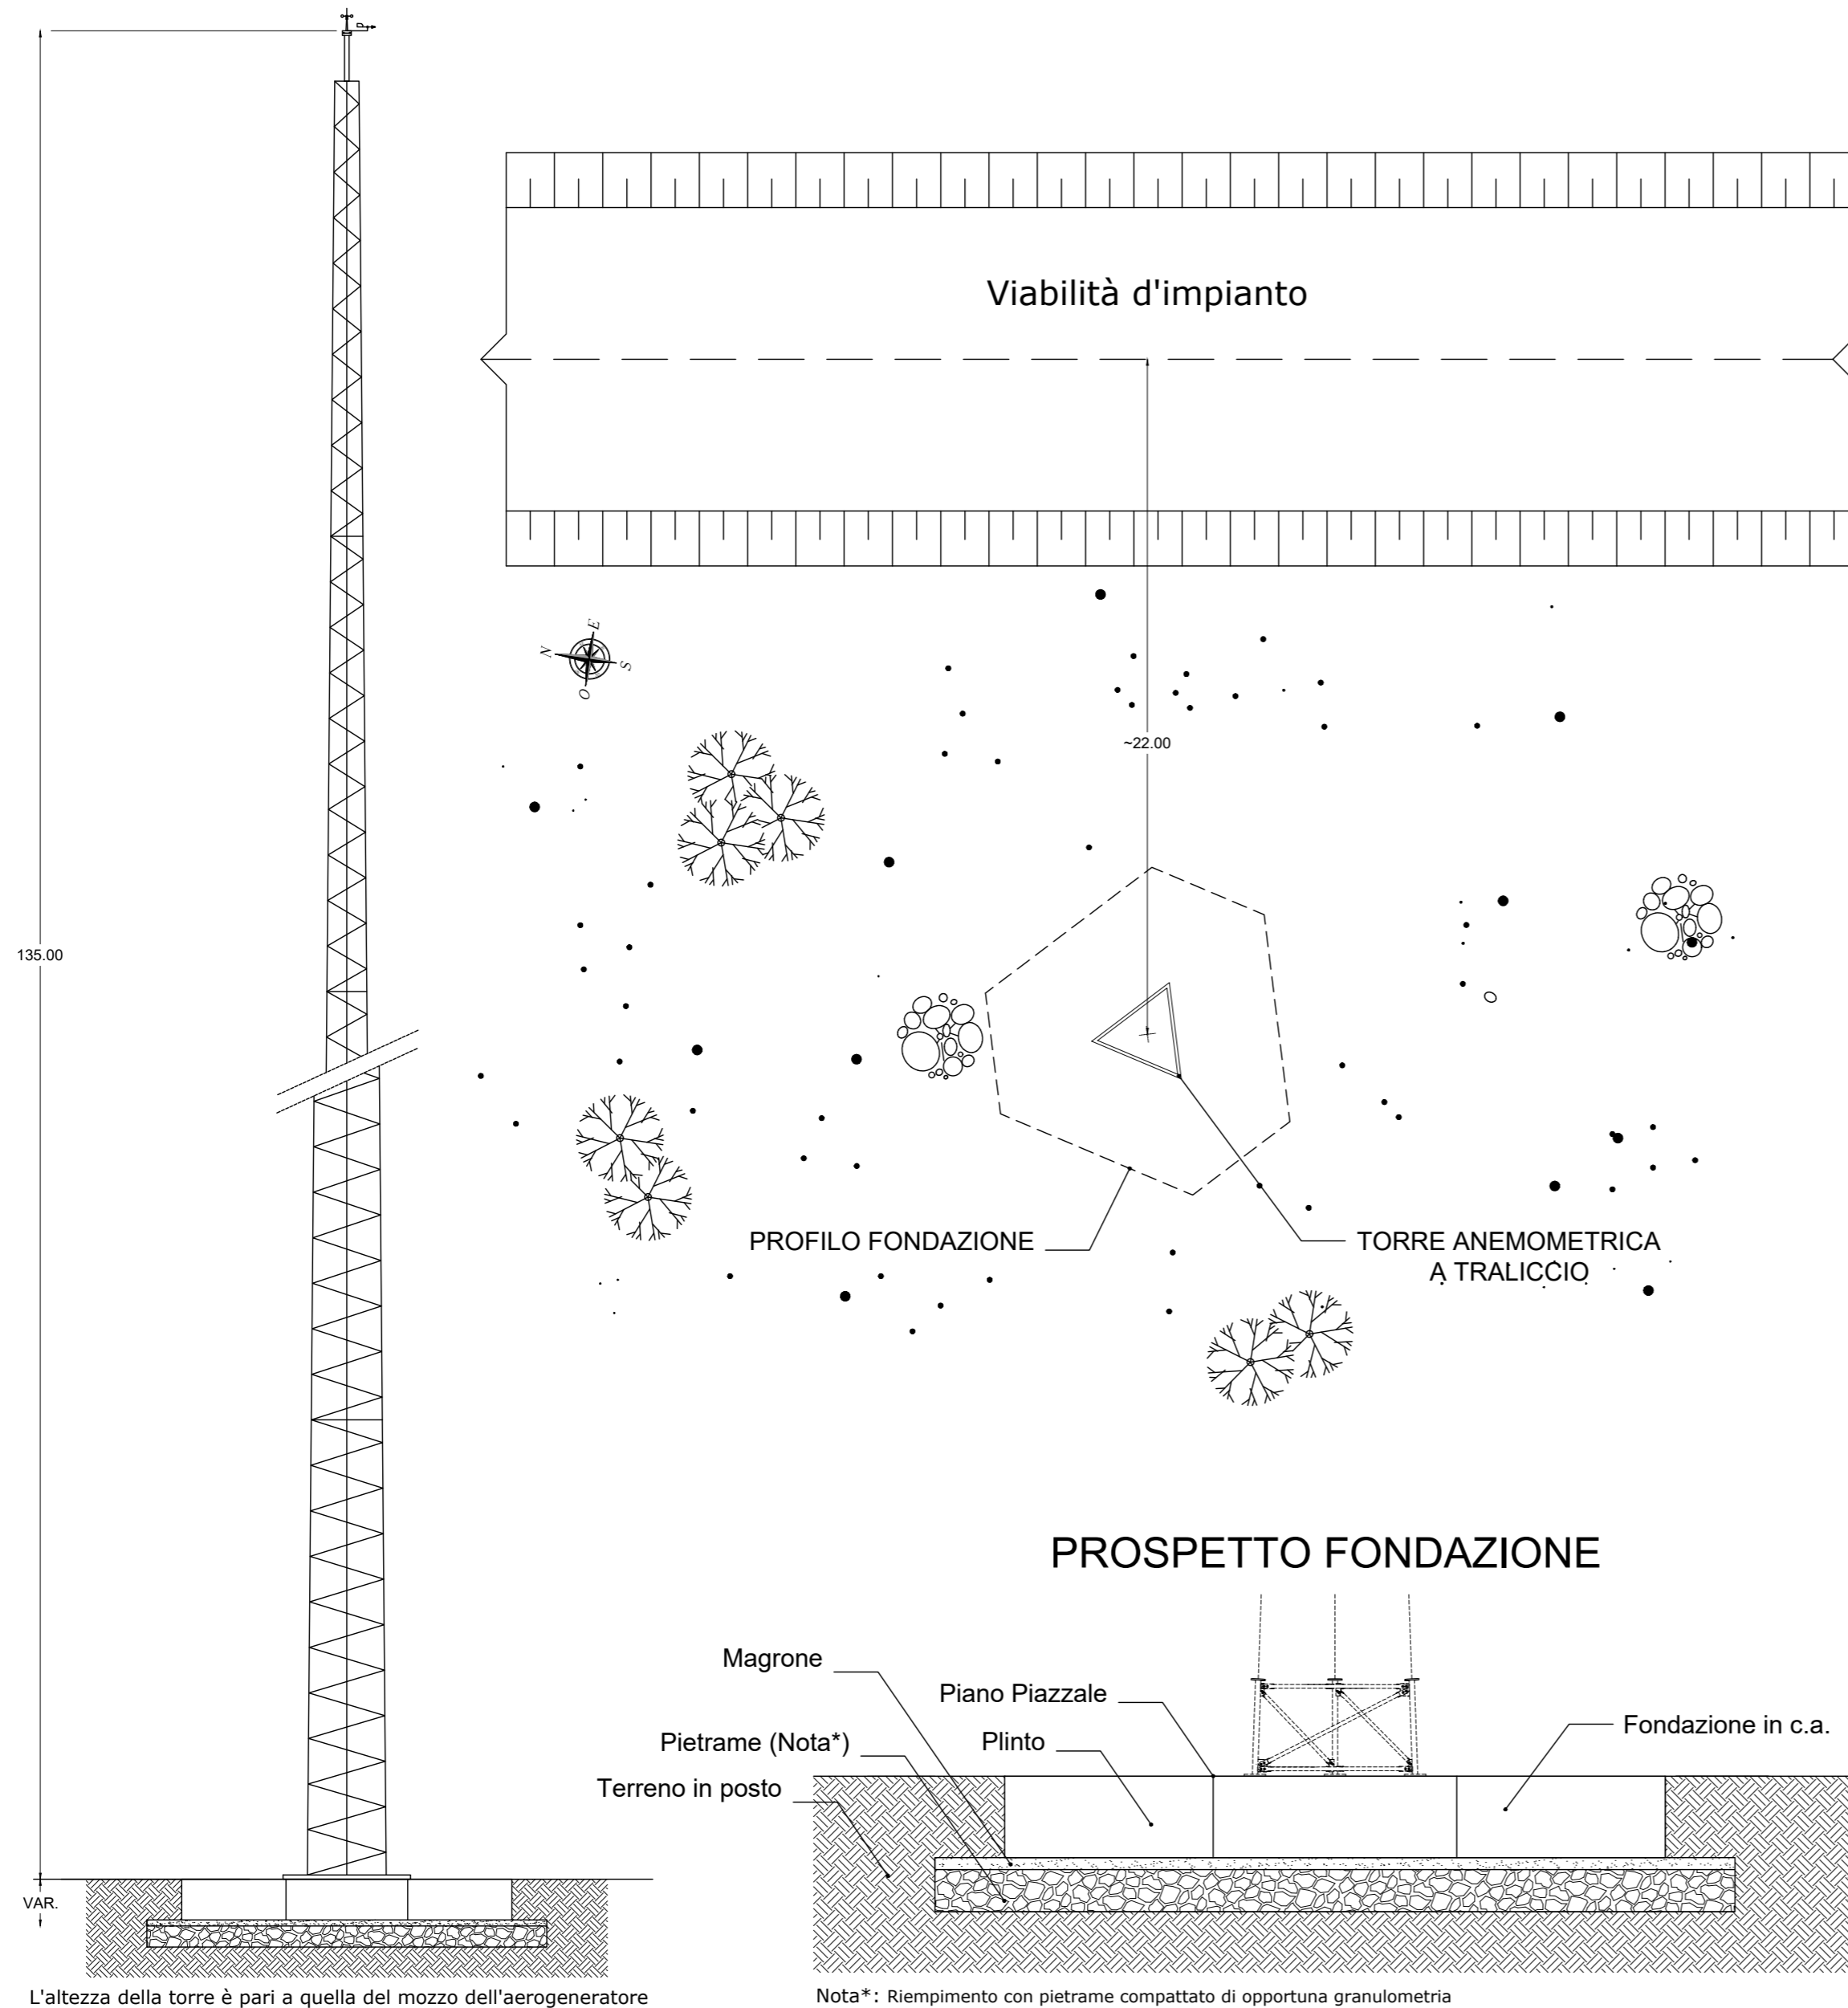 Viabilità d'impianto
E
N
S
O
~22.00
135.00
PROFILO FONDAZIONE
TORRE ANEMOMETRICA
A TRALICCIO
PROSPETTO FONDAZIONE
Magrone
Piano Piazzale
Fondazione in c.a.
Pietrame (Nota*)
Plinto
Terreno in posto
VAR.
L'altezza della torre è pari a quella del mozzo dell'aerogeneratore
Nota*: Riempimento con pietrame compattato di opportuna granulometria